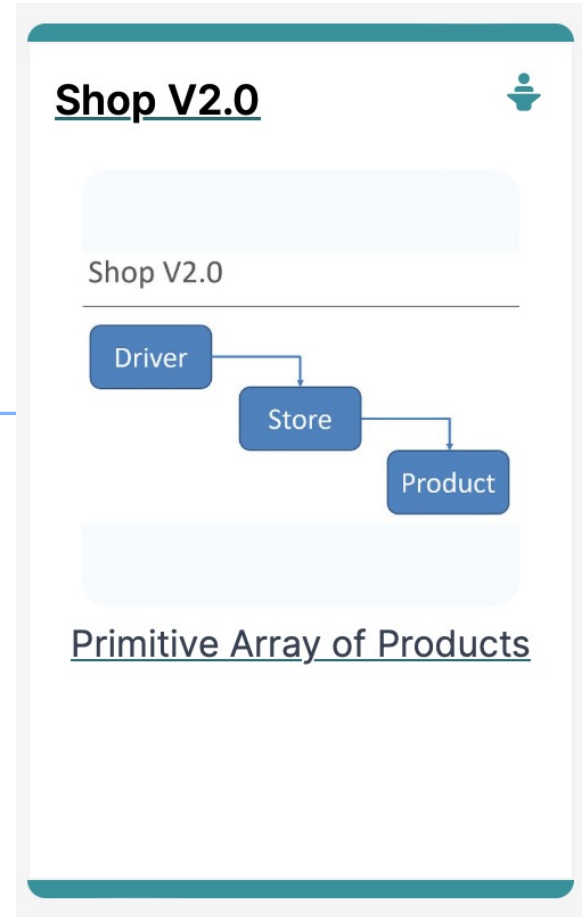 Shop V2.0
Shop V2.0
Driver
Store
Product
Primitive Array of Products